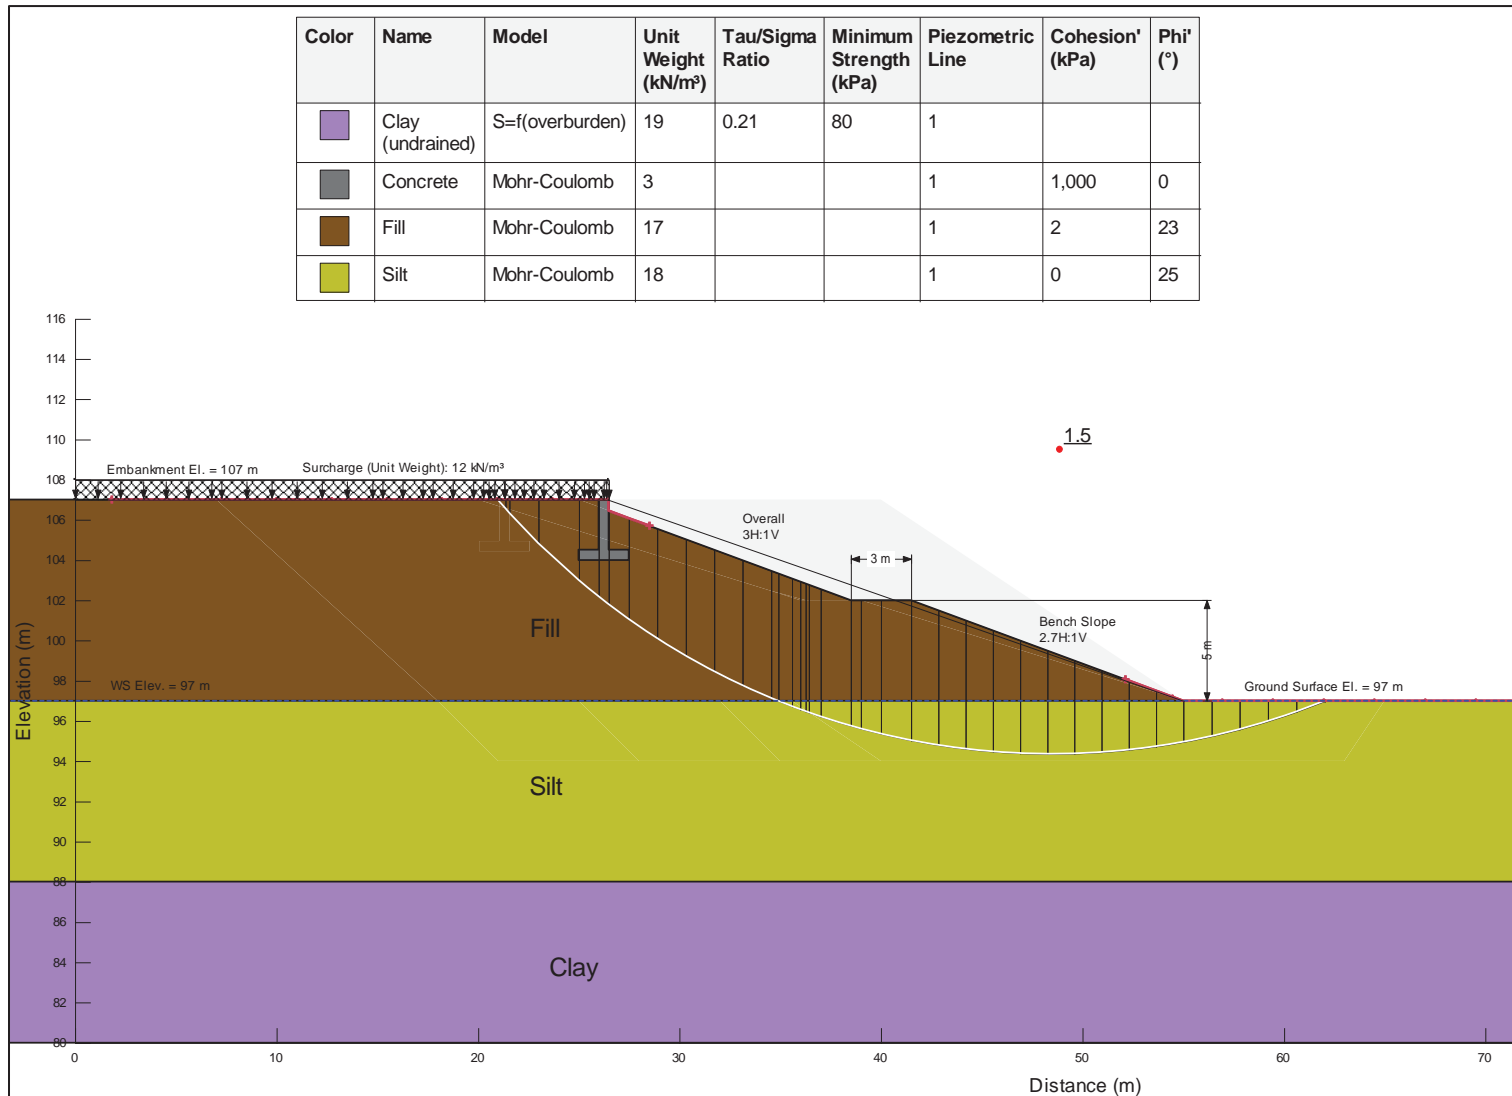 Color Name Model Unit Weight (kN/m³) Tau/Sigma Ratio Minimum Strength (kPa) Piezometric Line Cohesion' (kPa) Phi' (°)
Clay (undrained) S=f(overburden) 19 0.21 80 1
Concrete Mohr-Coulomb 3 1 1,000 0
Fill Mohr-Coulomb 17 1 2 23
Silt Mohr-Coulomb 18 1 0 25
116
114
112
110
108
106
104
102
100
98
96
94
92
90
88
86
84
82
80
Elevation (m)
1.5
Embankment El. = 107 m
Surcharge (Unit Weight): 12 kN/m³
Overall
3H:1V
3 m
Bench Slope
2.7H:1V
5 m
Fill
WS Elev. = 97 m
Ground Surface El. = 97 m
Silt
Clay
0 10 20 30 40 50 60 70
Distance (m)